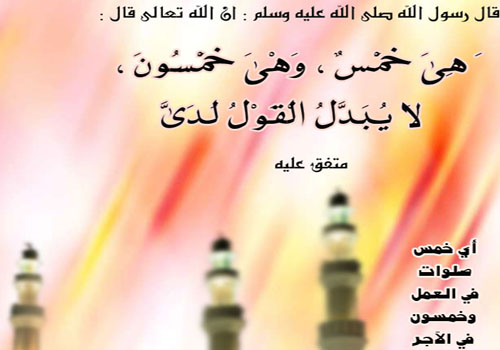 قال رسول الله صلى الله عليه وسلم : انّ الله تعالى قال :
َهِىَ خَمْسٌ ، وَهْىَ خَمْسُونَ ،
لا يُبَدَّلُ القَوْلُ لَدَىَّ
متفق عليه
أي خمس
صلوات
في العمل
وخمسون
في الآجر